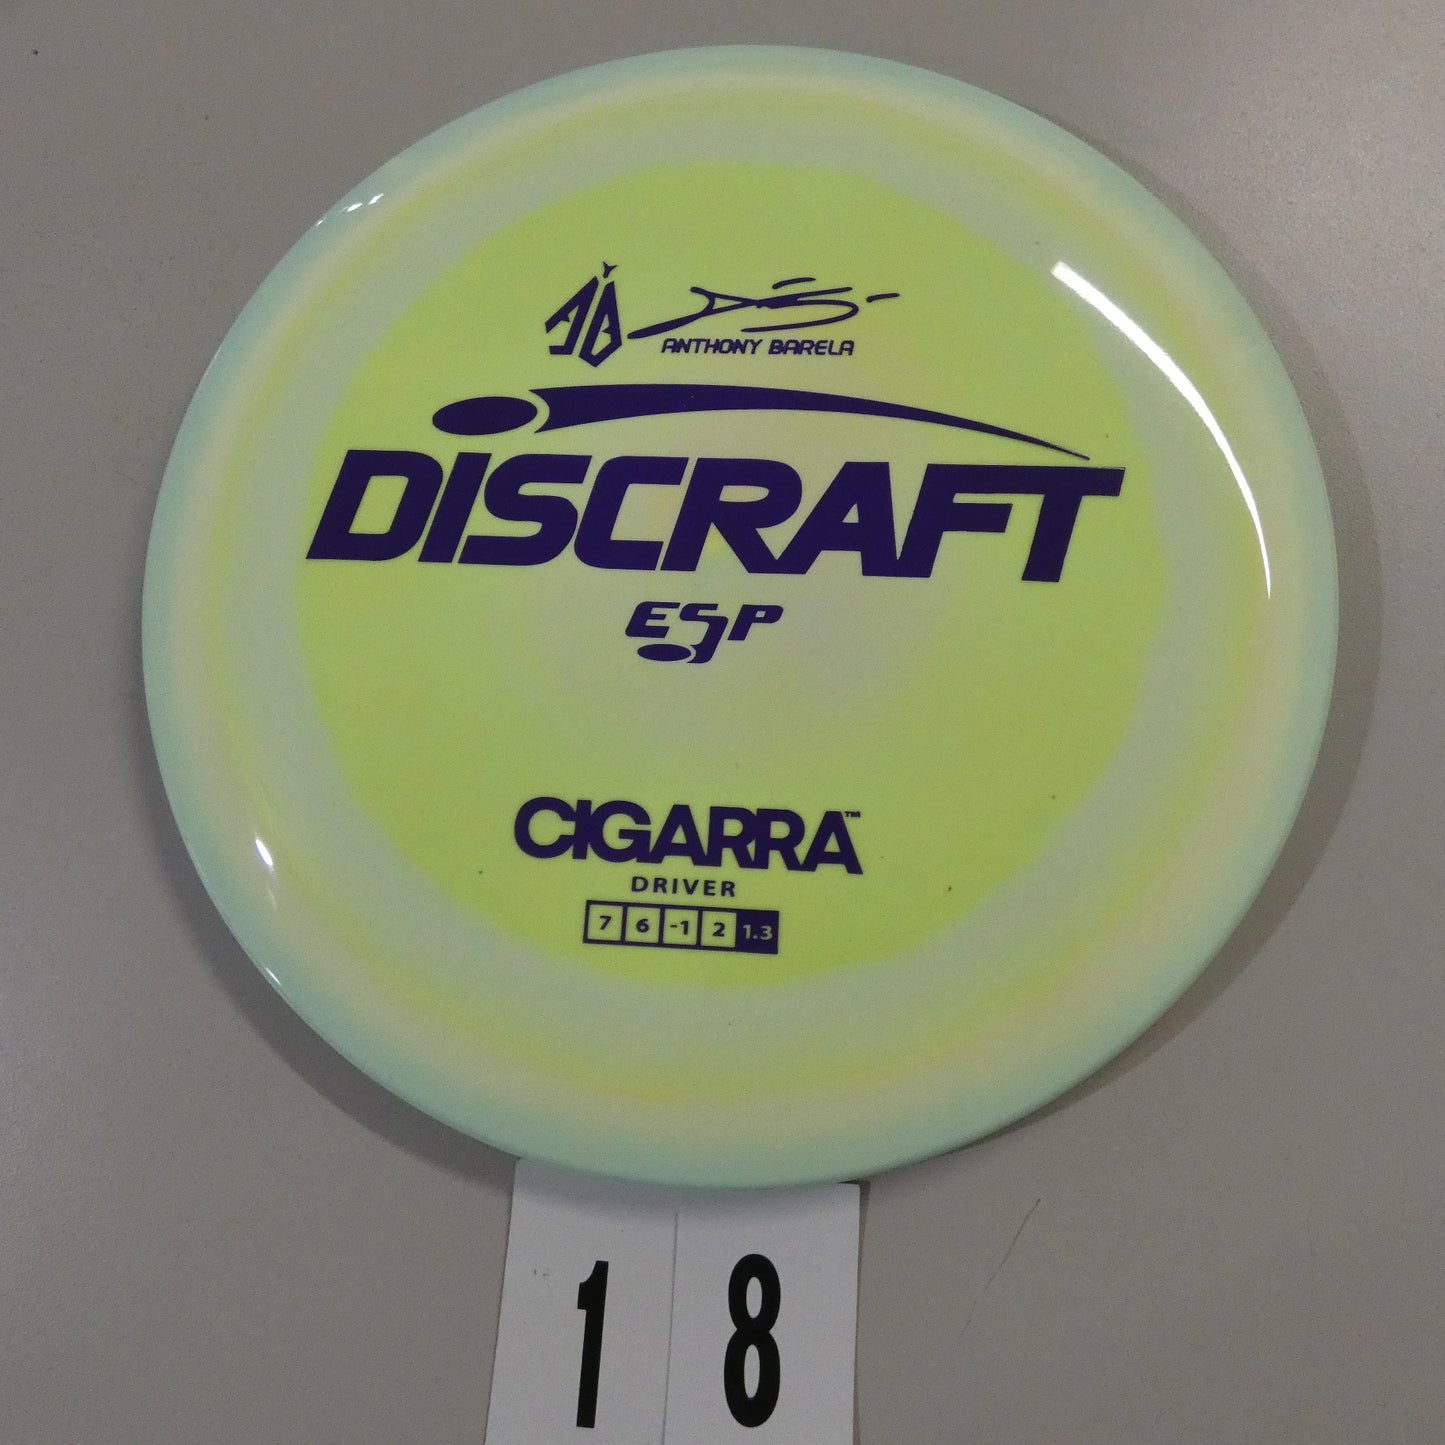 AB
ANTHONY BARELA
DISCRAFT
ESP
CIGARRA™
DRIVER
7 6 -1 2 1.3
1 8